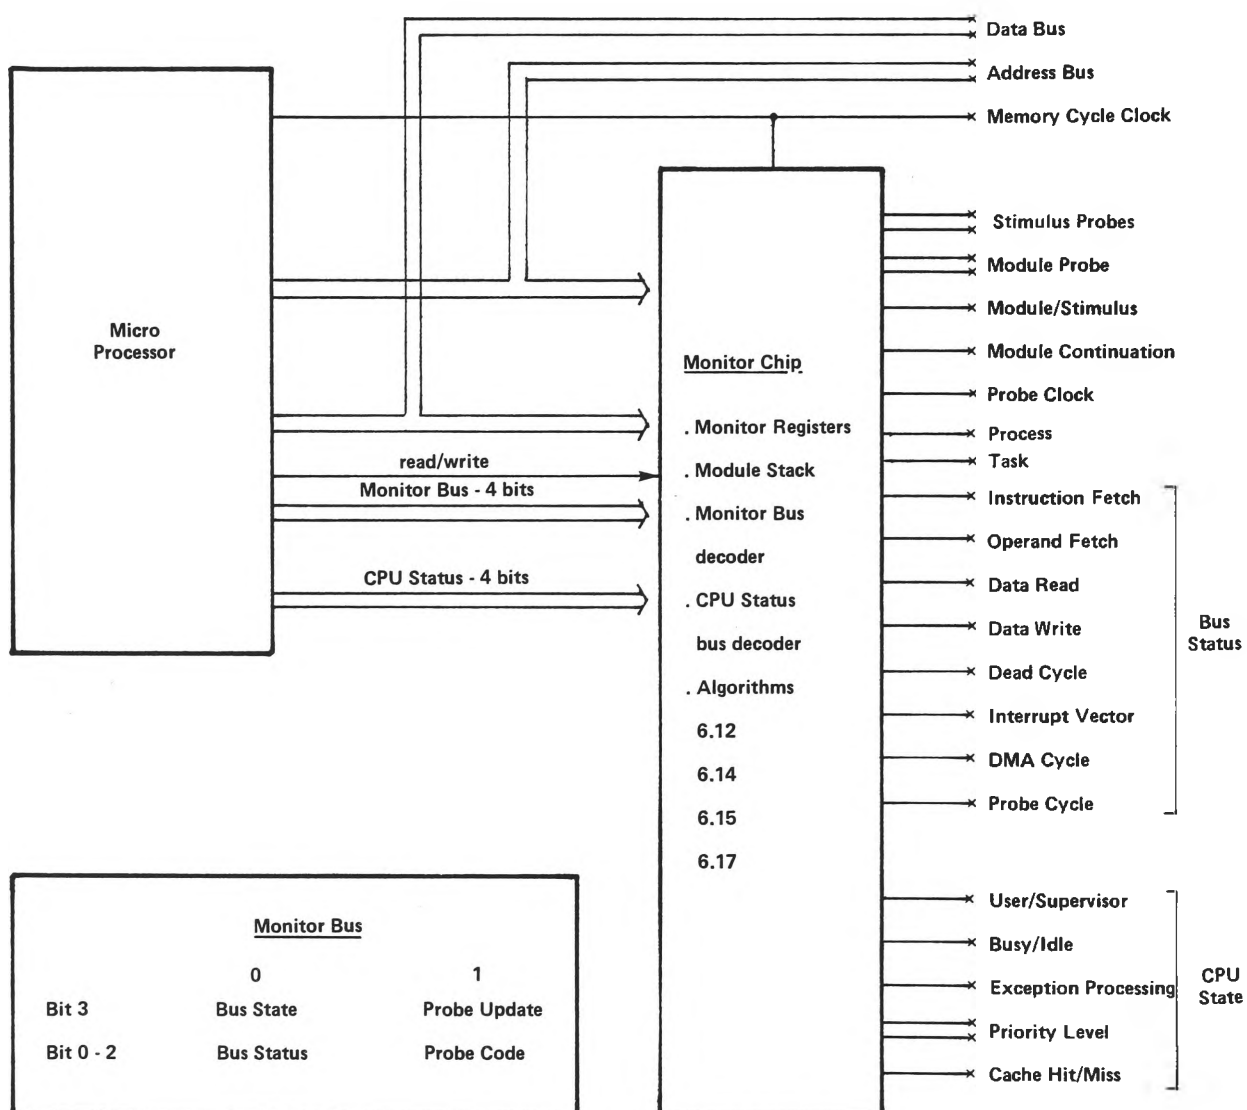 Data Bus
Address Bus
Memory Cycle Clock
Micro
Processor
read/write
Monitor Bus - 4 bits
CPU Status - 4 bits
Monitor Chip
. Monitor Registers
. Module Stack
. Monitor Bus
decoder
. CPU Status
bus decoder
. Algorithms
6.12
6.14
6.15
6.17
Stimulus Probes
Module Probe
Module/Stimulus
Module Continuation
Probe Clock
Process
Task
Instruction Fetch
Operand Fetch
Data Read
Data Write
Dead Cycle
Interrupt Vector
DMA Cycle
Probe Cycle
Bus
Status
User/Supervisor
Busy/Idle
Exception Processing
Priority Level
Cache Hit/Miss
CPU
State
Monitor Bus
0 1
Bit 3 Bus State Probe Update
Bit 0 - 2 Bus Status Probe Code